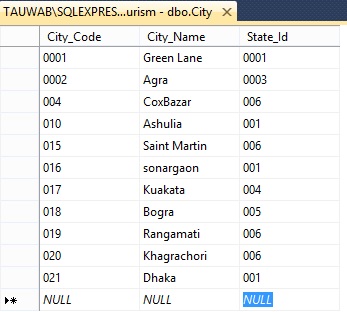 TAUWAB\SQLEXPRES...urism - dbo.City
City_Code City_Name State_Id
0001 Green Lane 0001
0002 Agra 0003
004 CoxBazar 006
010 Ashulia 001
015 Saint Martin 006
016 sonargaon 001
017 Kuakata 004
018 Bogra 005
019 Rangamati 006
020 Khagrachori 006
021 Dhaka 001
NULL NULL NULL